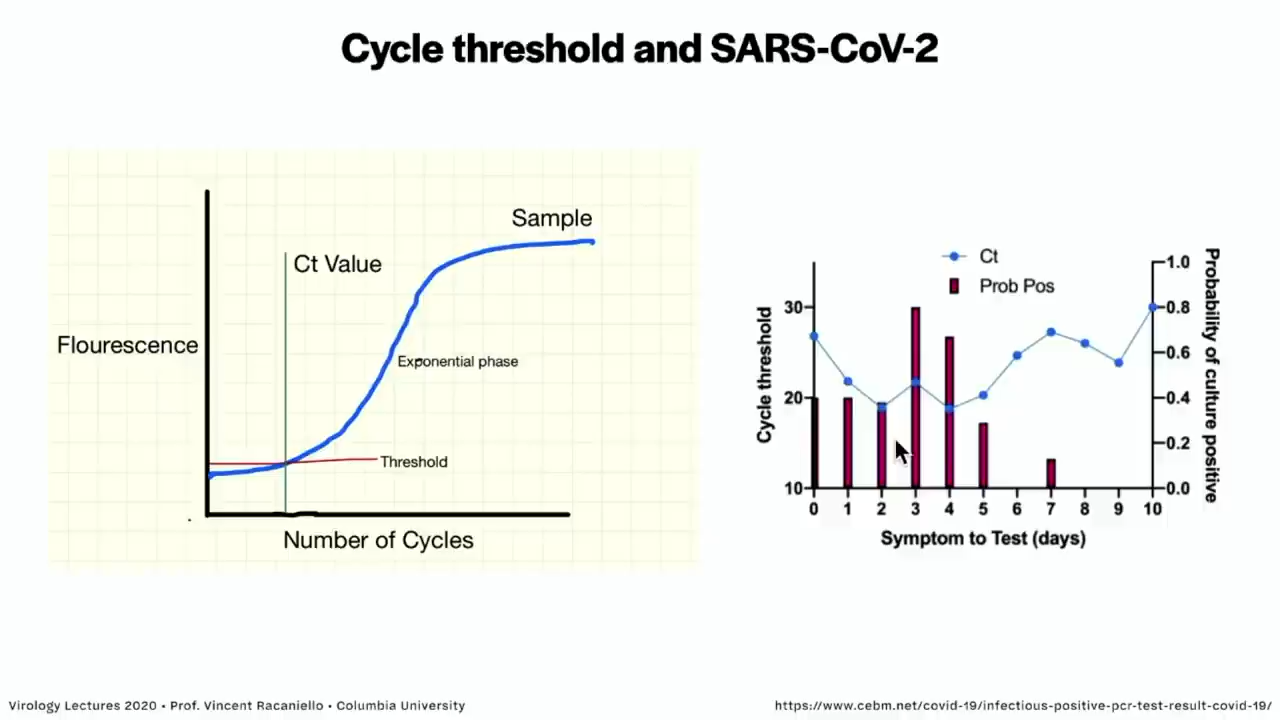 Cycle threshold and SARS-CoV-2
Sample
Ct Value
Flourescence
Exponential phase
Threshold
Number of Cycles
Ct
Prob Pos
Cycle threshold
30
20
10
1.0
0.8
0.6
0.4
0.2
0.0
Probability of culture positive
0 1 2 3 4 5 6 7 8 9 10
Symptom to Test (days)
Virology Lectures 2020 • Prof. Vincent Racaniello • Columbia University
https://www.cebm.net/covid-19/infectious-positive-pcr-test-result-covid-19/